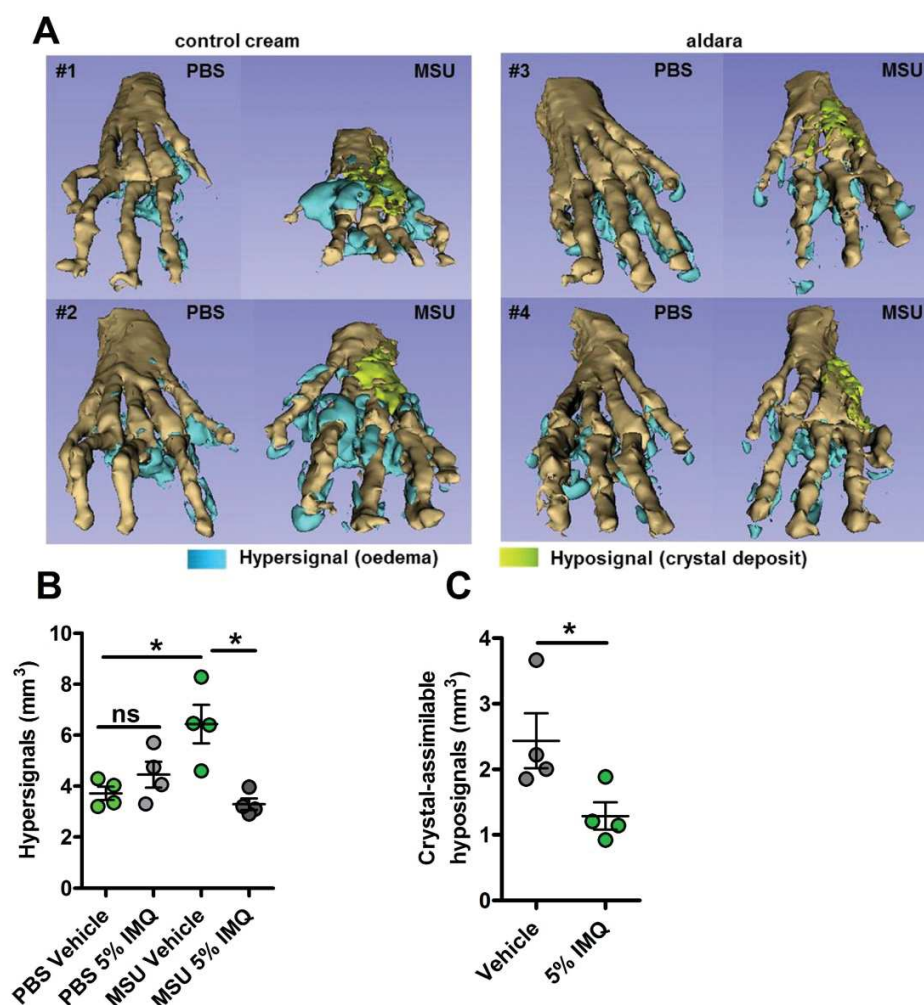 A
control cream
aldara
#1 PBS MSU
#3 PBS MSU
#2 PBS MSU
#4 PBS MSU
Hypersignal (oedema)
Hyposignal (crystal deposit)
B
Hypersignals (mm³)
10
8
6
4
2
0
*
*
ns
PBS Vehicle
PBS 5% IMQ
MSU Vehicle
MSU 5% IMQ
C
Crystal-assimilable
hyposignals (mm³)
4
3
2
1
0
*
Vehicle
5% IMQ